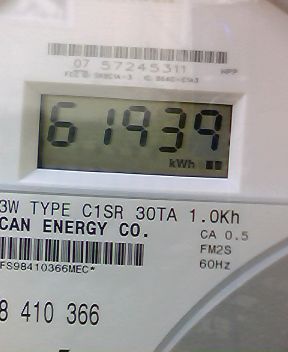 07 57245311
61939
kWh
3W TYPE C1SR 30TA 1.0Kh
CAN ENERGY CO.
CA 0.5
FM2S
60Hz
FS98410366MEC*
8 410 366